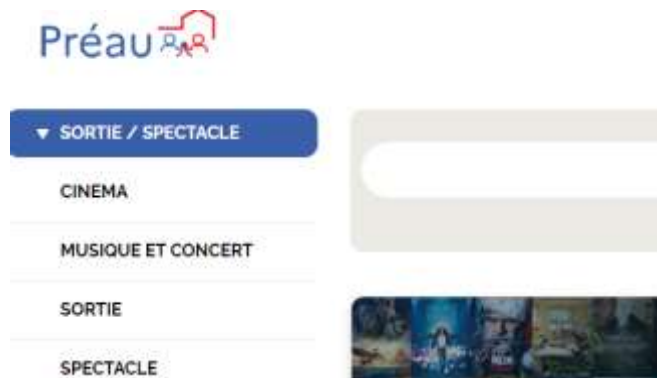 Préau
SORTIE / SPECTACLE
CINEMA
MUSIQUE ET CONCERT
SORTIE
SPECTACLE